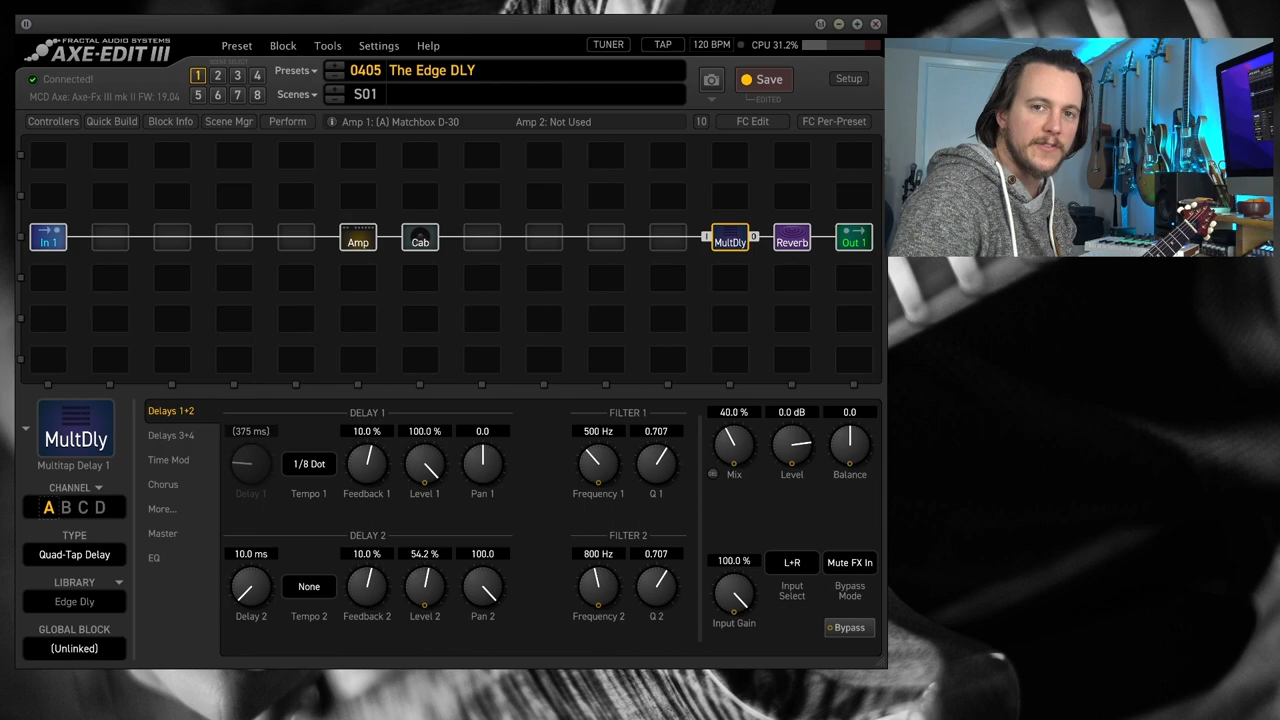 FRACTAL AUDIO SYSTEMS
AXE-EDIT III
Preset Block Tools Settings Help
TUNER TAP 120 BPM CPU 31.2%
Connected!
MCD Axe: Axe-Fx III mk II FW: 19.04
SCENE SELECT
1 2 3 4
5 6 7 8
Presets
0405 The Edge DLY
Scenes
S01
Save
EDITED
Setup
Controllers Quick Build Block Info Scene Mgr Perform
Amp 1: (A) Matchbox D-30 Amp 2: Not Used
10 FC Edit FC Per-Preset
In 1 Amp Cab I MultDly O Reverb Out 1
MultDly
Multitap Delay 1
CHANNEL
A B C D
TYPE
Quad-Tap Delay
LIBRARY
Edge Dly
GLOBAL BLOCK
(Unlinked)
Delays 1+2
Delays 3+4
Time Mod
Chorus
More...
Master
EQ
DELAY 1 FILTER 1
(375 ms) 10.0 % 100.0 % 0.0 500 Hz 0.707
1/8 Dot
Delay 1 Tempo 1 Feedback 1 Level 1 Pan 1 Frequency 1 Q 1
DELAY 2 FILTER 2
10.0 ms 10.0 % 54.2 % 100.0 800 Hz 0.707
None
Delay 2 Tempo 2 Feedback 2 Level 2 Pan 2 Frequency 2 Q 2
40.0 % 0.0 dB 0.0
Mix Level Balance
100.0 % L+R Mute FX In
Input Gain
Input Select
Bypass Mode
Bypass